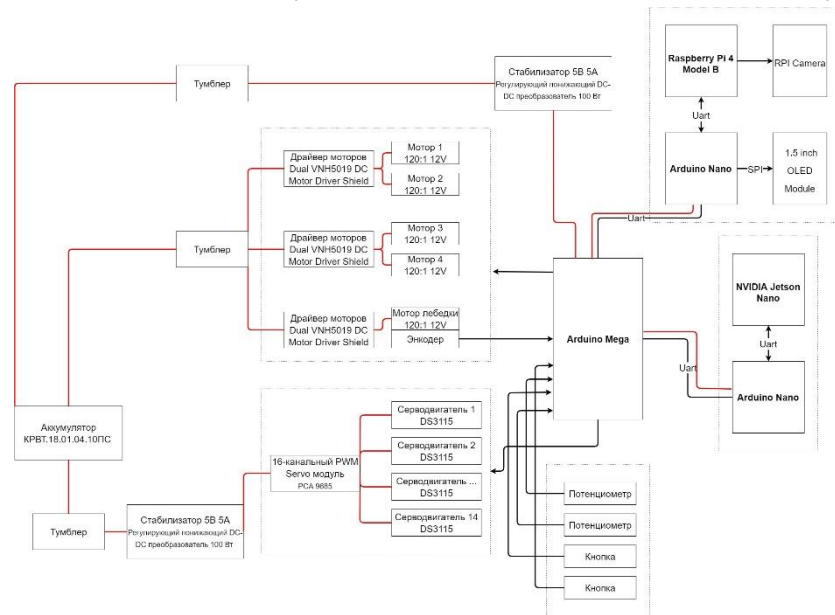 Raspberry Pi 4
Model B
RPI Camera
Uart
Arduino Nano
SPI
1.5 inch
OLED
Module
Тумблер
Стабилизатор 5В 5А
Регулирующий понижающий DC-
DC преобразователь 100 Вт
Драйвер моторов
Dual VNH5019 DC
Motor Driver Shield
Мотор 1
120:1 12V
Мотор 2
120:1 12V
Uart
Тумблер
Драйвер моторов
Dual VNH5019 DC
Motor Driver Shield
Мотор 3
120:1 12V
Мотор 4
120:1 12V
Драйвер моторов
Dual VNH5019 DC
Motor Driver Shield
Мотор лебедки
120:1 12V
Энкодер
Arduino Mega
NVIDIA Jetson
Nano
Uart
Uart
Arduino Nano
Аккумулятор
КРВТ.18.01.04.10ПС
16-канальный PWM
Servo модуль
PCA 9685
Серводвигатель 1
DS3115
Серводвигатель 2
DS3115
Серводвигатель ...
DS3115
Серводвигатель 14
DS3115
Тумблер
Стабилизатор 5В 5А
Регулирующий понижающий DC-
DC преобразователь 100 Вт
Потенциометр
Потенциометр
Кнопка
Кнопка